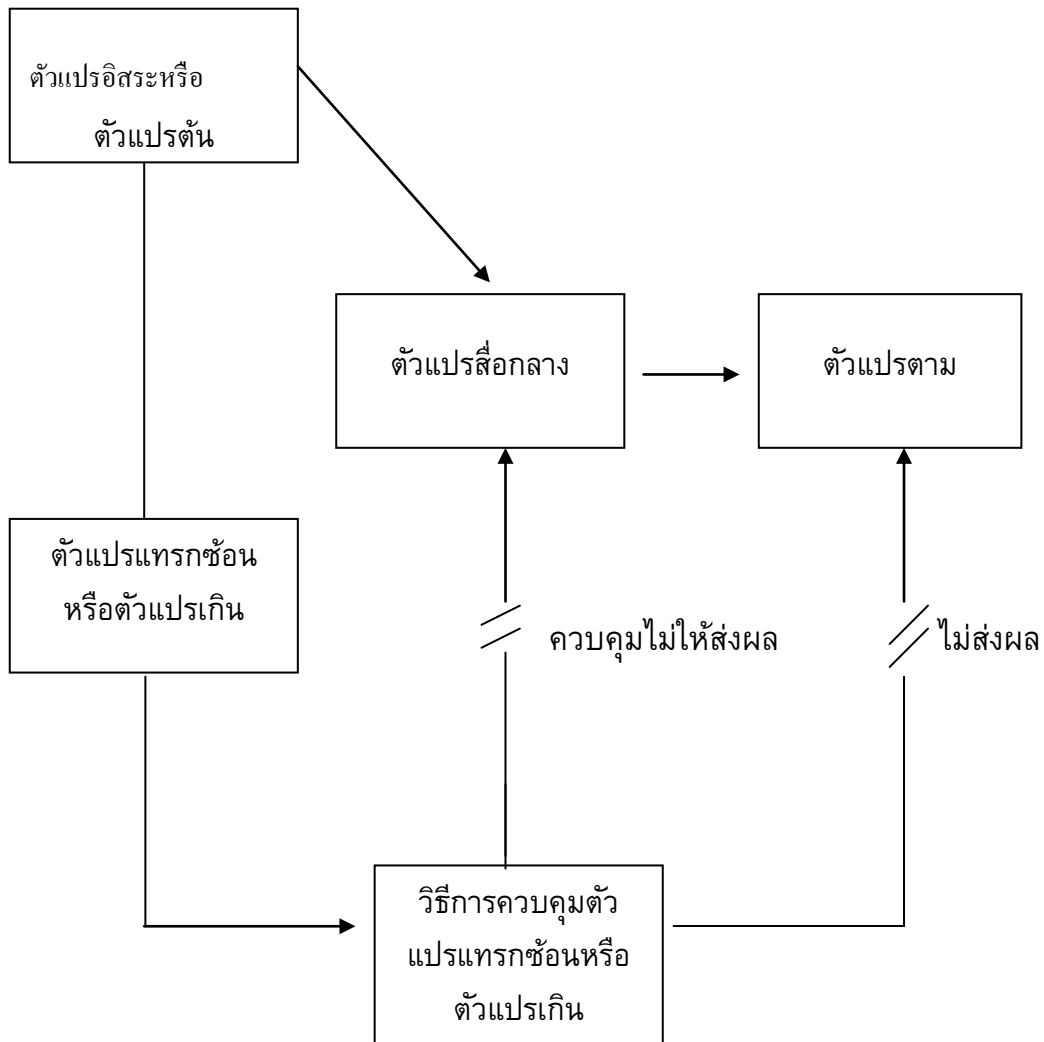 ตัวแปรอิสระหรือ
ตัวแปรต้น
ตัวแปรสื่อกลาง
ตัวแปรตาม
ตัวแปรแทรกซ้อน
หรือตัวแปรเกิน
ควบคุมไม่ให้ส่งผล
ไม่ส่งผล
วิธีการควบคุมตัว
แปรแทรกซ้อนหรือ
ตัวแปรเกิน